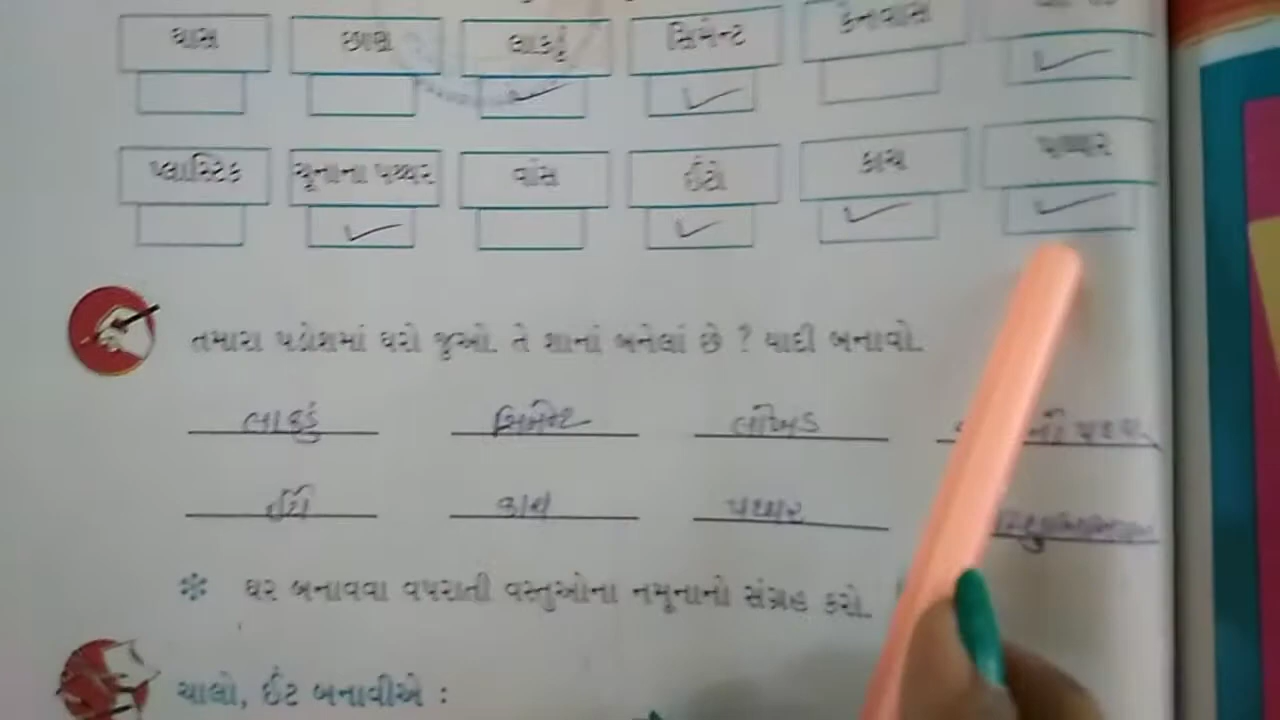 ઘાસ છાણ લાકડું સિમેન્ટ કેનવાસ
પ્લાસ્ટિક ચૂનાના પથ્થર વાંસ ઈંટો કાચ પથ્થર
તમારા પડોશમાં ઘરો જુઓ. તે શાનાં બનેલાં છે ? યાદી બનાવો.
લાકડું સિમેન્ટ લોખંડ
કાચ પથ્થર
* ઘર બનાવવા વપરાતી વસ્તુઓના નમૂનાનો સંગ્રહ કરો.
ચાલો, ઈંટ બનાવીએ :